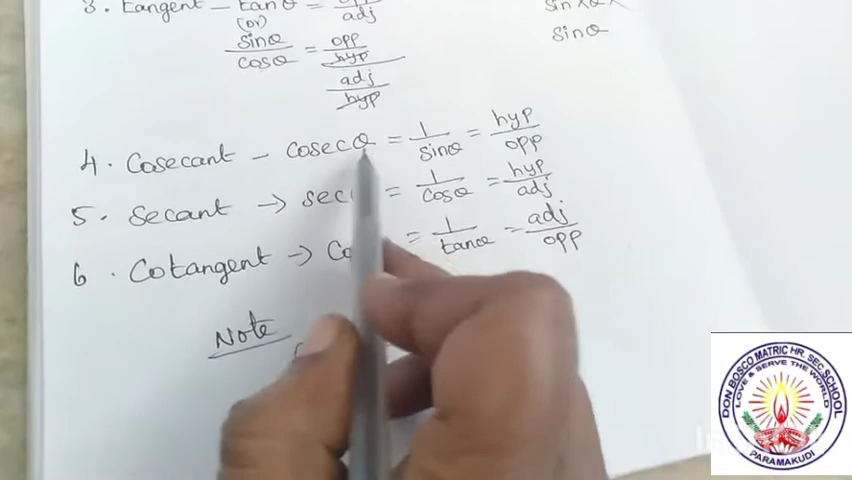 3. tangent - tanθ = opp/adj
(or)
sinθ/cosθ = opp/hyp / adj/hyp
sinθ
4. Cosecant - cosecθ = 1/sinθ = hyp/opp
5. secant → sec = 1/cosθ = hyp/adj
6. Cotangent → = 1/tanθ = adj/opp
Note
DON BOSCO MATRIC HR. SEC. SCHOOL
LOVE & SERVE THE WORLD
PARAMAKUDI